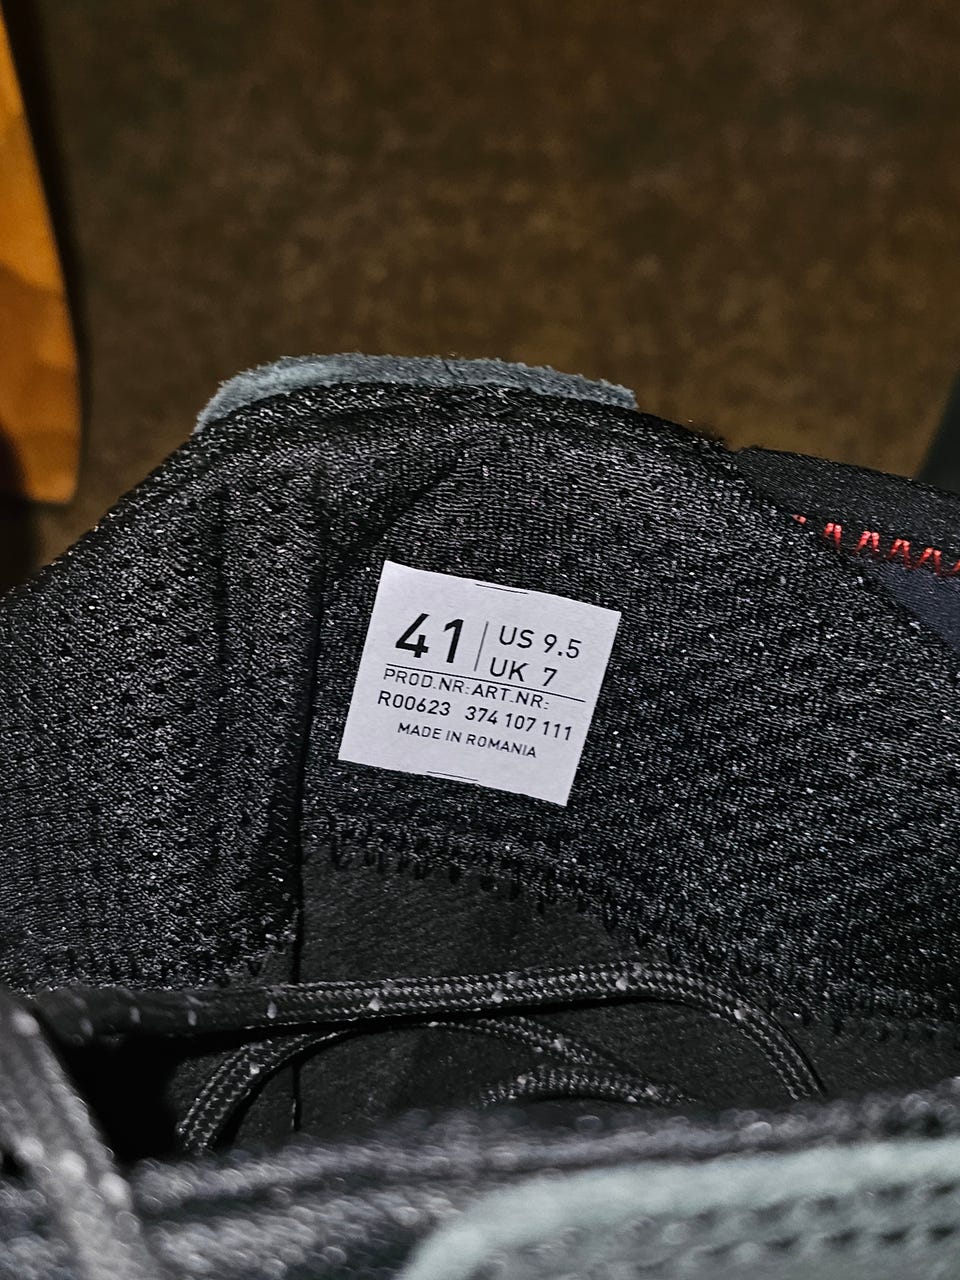 41 | US 9.5
UK 7
PROD.NR: ART.NR:
R00623 374 107 111
MADE IN ROMANIA